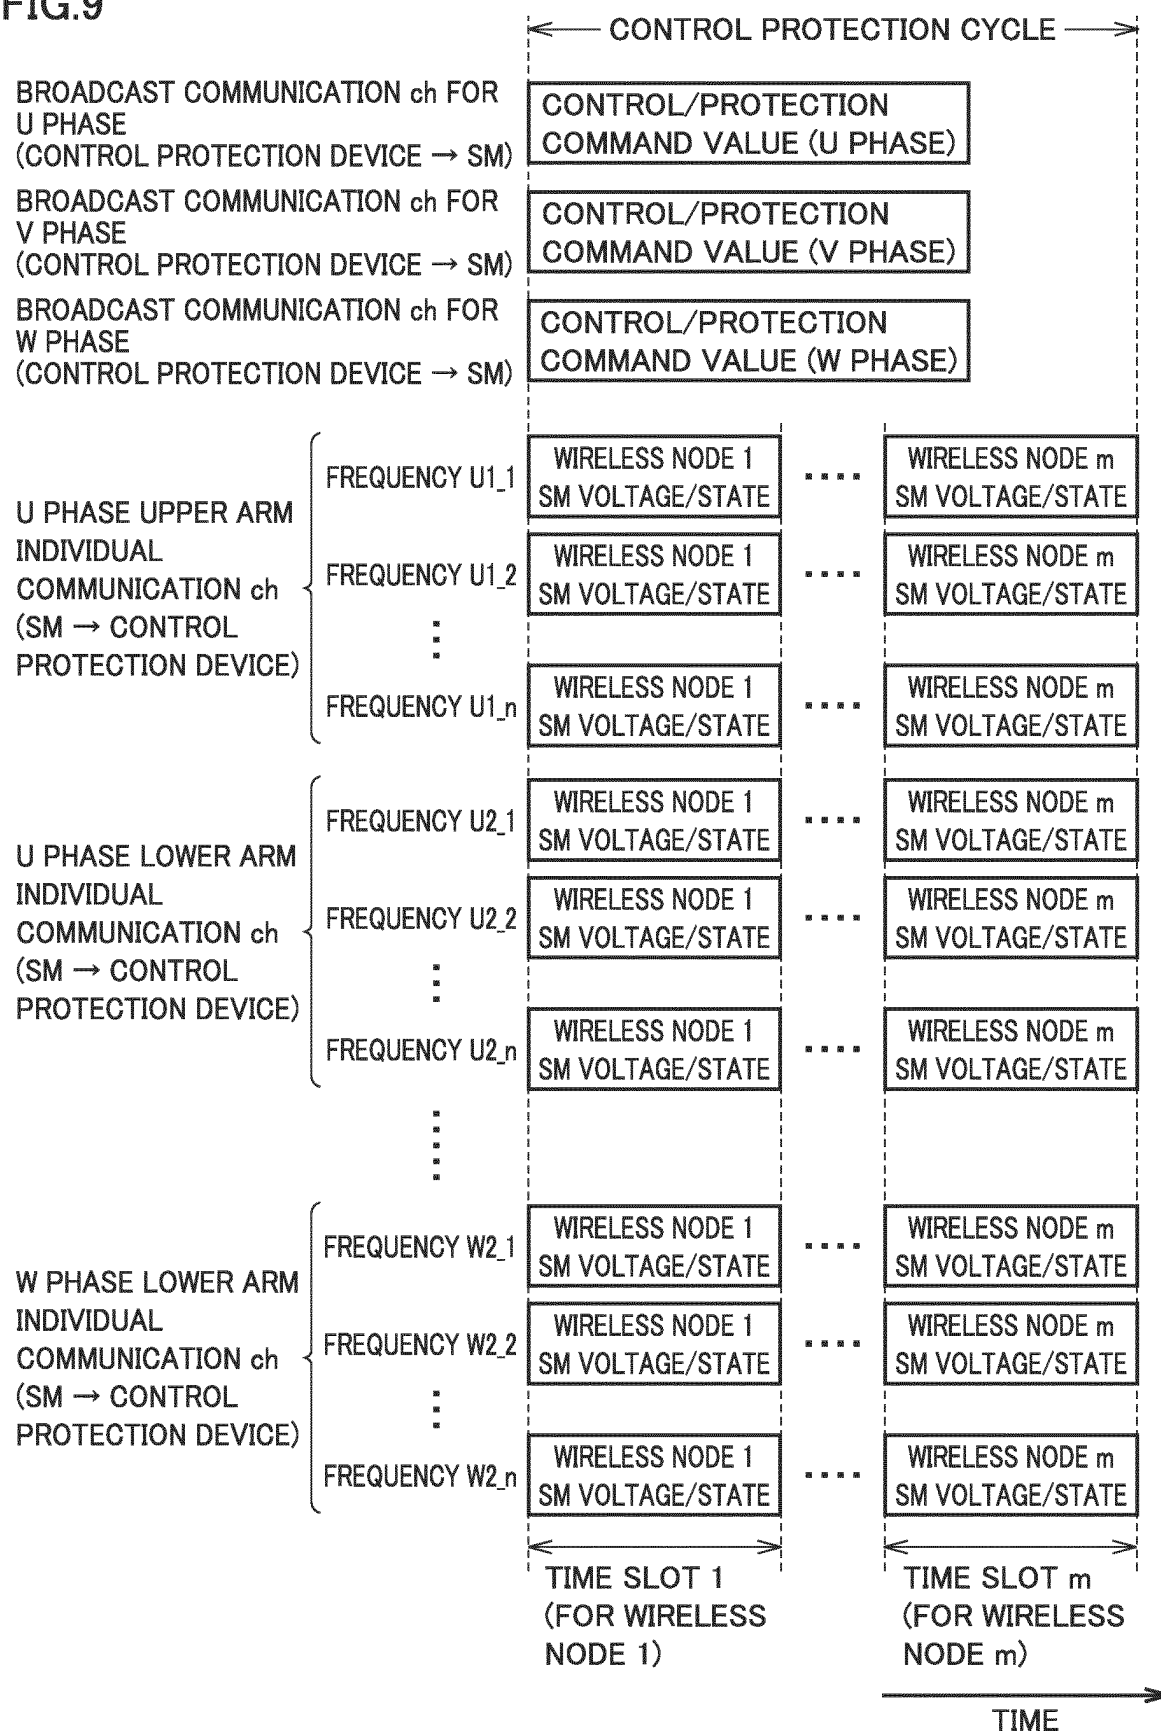 FIG.9
CONTROL PROTECTION CYCLE
BROADCAST COMMUNICATION ch FOR
U PHASE
(CONTROL PROTECTION DEVICE → SM)
CONTROL/PROTECTION
COMMAND VALUE (U PHASE)
BROADCAST COMMUNICATION ch FOR
V PHASE
(CONTROL PROTECTION DEVICE → SM)
CONTROL/PROTECTION
COMMAND VALUE (V PHASE)
BROADCAST COMMUNICATION ch FOR
W PHASE
(CONTROL PROTECTION DEVICE → SM)
CONTROL/PROTECTION
COMMAND VALUE (W PHASE)
U PHASE UPPER ARM
INDIVIDUAL
COMMUNICATION ch
(SM → CONTROL
PROTECTION DEVICE)
FREQUENCY U1_1
WIRELESS NODE 1
SM VOLTAGE/STATE
WIRELESS NODE m
SM VOLTAGE/STATE
FREQUENCY U1_2
WIRELESS NODE 1
SM VOLTAGE/STATE
WIRELESS NODE m
SM VOLTAGE/STATE
FREQUENCY U1_n
WIRELESS NODE 1
SM VOLTAGE/STATE
WIRELESS NODE m
SM VOLTAGE/STATE
U PHASE LOWER ARM
INDIVIDUAL
COMMUNICATION ch
(SM → CONTROL
PROTECTION DEVICE)
FREQUENCY U2_1
WIRELESS NODE 1
SM VOLTAGE/STATE
WIRELESS NODE m
SM VOLTAGE/STATE
FREQUENCY U2_2
WIRELESS NODE 1
SM VOLTAGE/STATE
WIRELESS NODE m
SM VOLTAGE/STATE
FREQUENCY U2_n
WIRELESS NODE 1
SM VOLTAGE/STATE
WIRELESS NODE m
SM VOLTAGE/STATE
W PHASE LOWER ARM
INDIVIDUAL
COMMUNICATION ch
(SM → CONTROL
PROTECTION DEVICE)
FREQUENCY W2_1
WIRELESS NODE 1
SM VOLTAGE/STATE
WIRELESS NODE m
SM VOLTAGE/STATE
FREQUENCY W2_2
WIRELESS NODE 1
SM VOLTAGE/STATE
WIRELESS NODE m
SM VOLTAGE/STATE
FREQUENCY W2_n
WIRELESS NODE 1
SM VOLTAGE/STATE
WIRELESS NODE m
SM VOLTAGE/STATE
TIME SLOT 1
(FOR WIRELESS
NODE 1)
TIME SLOT m
(FOR WIRELESS
NODE m)
TIME